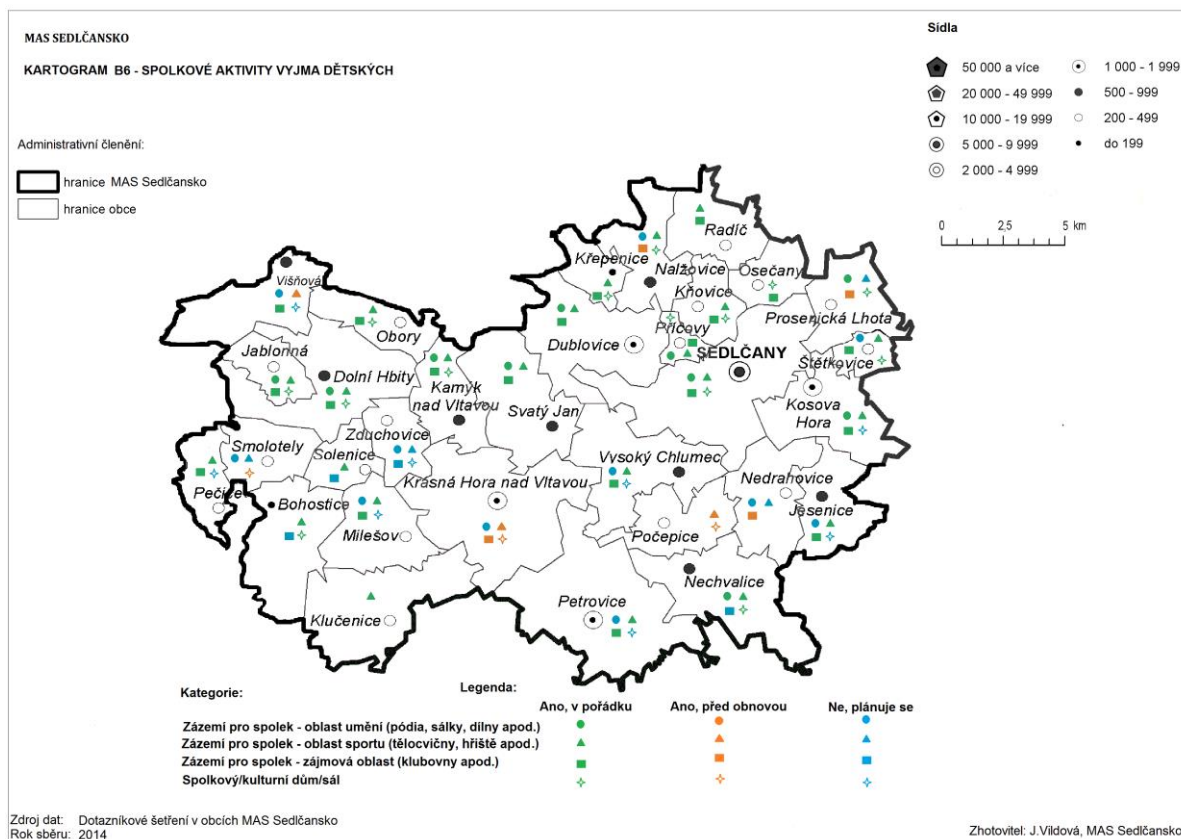 MAS SEDLČANSKO
KARTOGRAM B6 - SPOLKOVÉ AKTIVITY VYJMA DĚTSKÝCH
Administrativní členění:
hranice MAS Sedlčansko
hranice obce
Sídla
50 000 a více
20 000 - 49 999
10 000 - 19 999
5 000 - 9 999
2 000 - 4 999
1 000 - 1 999
500 - 999
200 - 499
do 199
0 2.5 5 km
Radíč
Křepenice
Nalžovice
Osečany
Višňová
Kňovice
Prosenická Lhota
Obory
Příčovy
Dublovice
SEDLČANY
Jablonná
Štětkovice
Dolní Hbity
Kamýk
nad Vltavou
Svatý Jan
Kosova
Hora
Zduchovice
Smolotely
Solenice
Vysoký Chlumec
Krásná Hora nad Vltavou
Nedrahovice
Pečice
Bohostice
Jesenice
Milešov
Počepice
Nechvalice
Petrovice
Klučenice
Kategorie:
Legenda:
Ano, v pořádku
Ano, před obnovou
Ne, plánuje se
Zázemí pro spolek - oblast umění (pódia, sálky, dílny apod.)
Zázemí pro spolek - oblast sportu (tělocvičny, hřiště apod.)
Zázemí pro spolek - zájmová oblast (klubovny apod.)
Spolkový/kulturní dům/sál
Zdroj dat: Dotazníkové šetření v obcích MAS Sedlčansko
Rok sběru: 2014
Zhotovitel: J.Vildová, MAS Sedlčansko